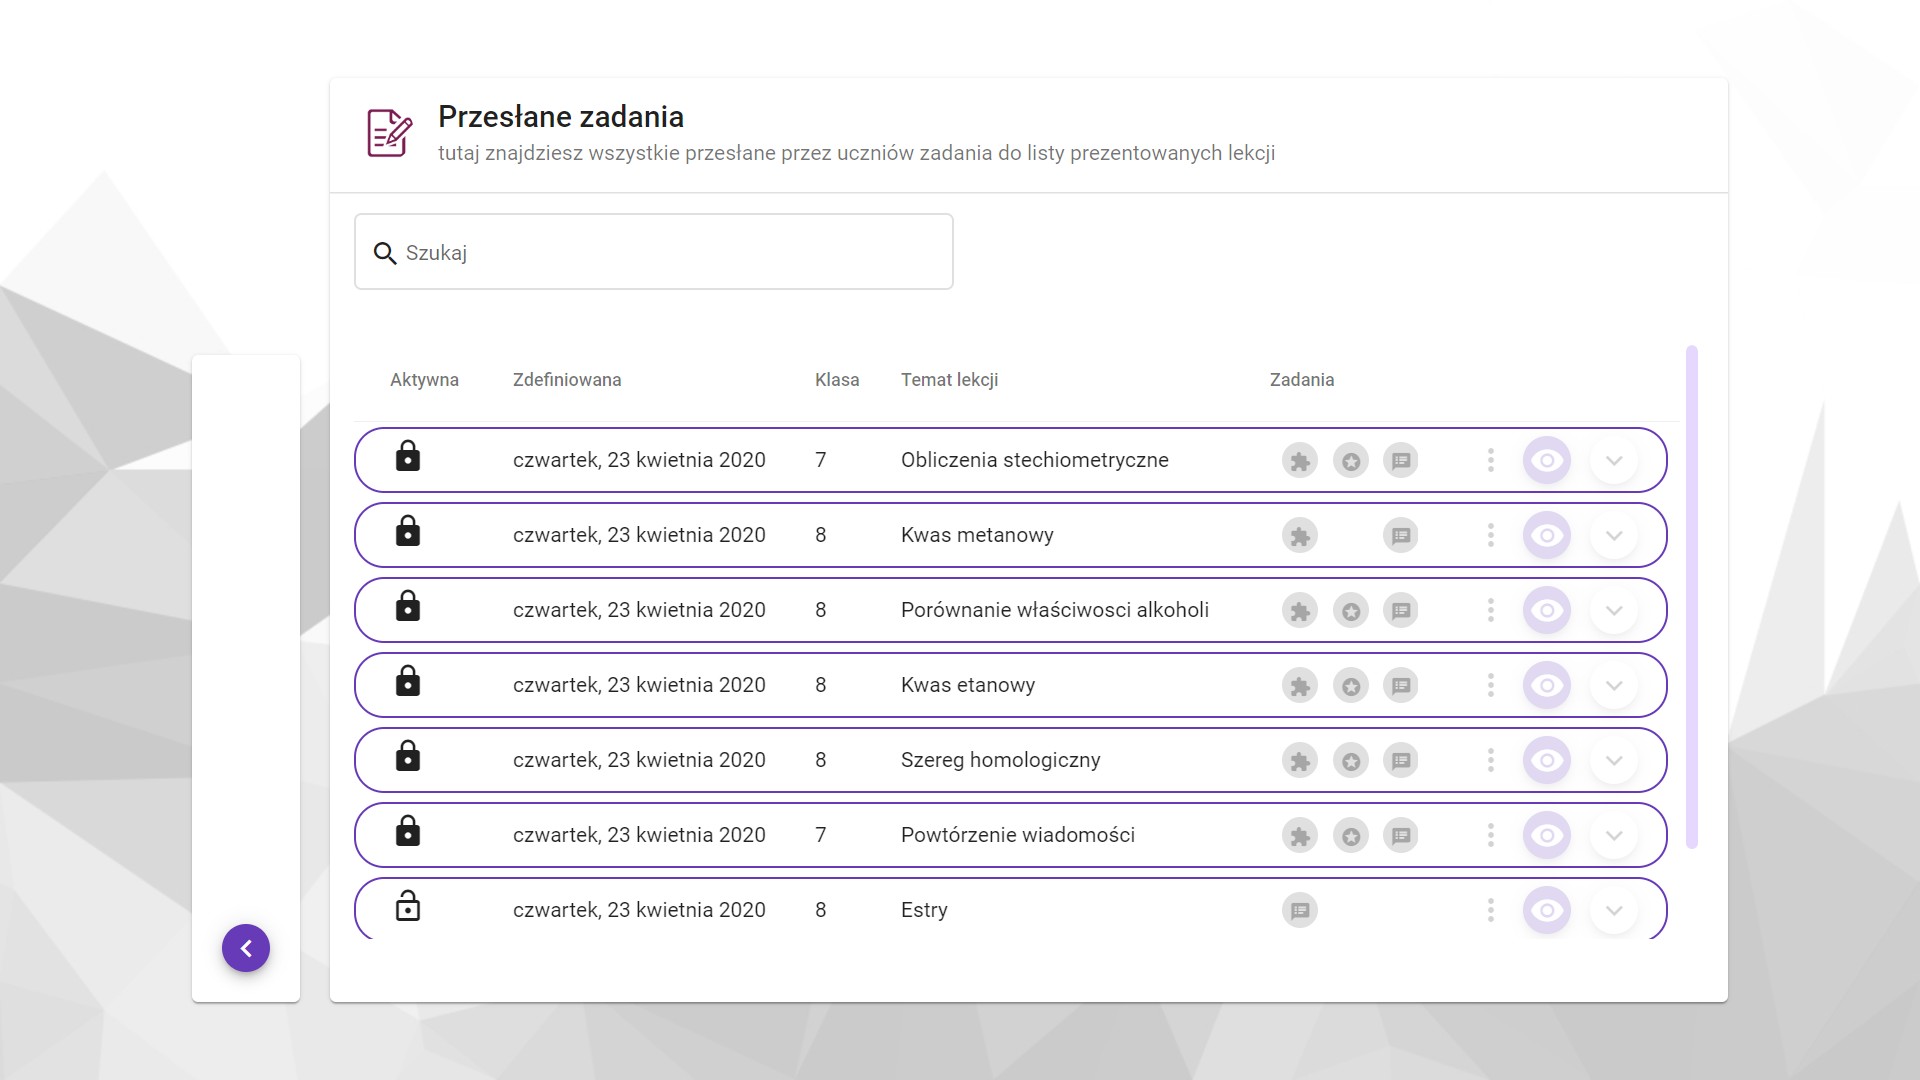 Przesłane zadania
tutaj znajdziesz wszystkie przesłane przez uczniów zadania do listy prezentowanych lekcji
Szukaj
Aktywna Zdefiniowana Klasa Temat lekcji Zadania
czwartek, 23 kwietnia 2020 7 Obliczenia stechiometryczne
czwartek, 23 kwietnia 2020 8 Kwas metanowy
czwartek, 23 kwietnia 2020 8 Porównanie właściwosci alkoholi
czwartek, 23 kwietnia 2020 8 Kwas etanowy
czwartek, 23 kwietnia 2020 8 Szereg homologiczny
czwartek, 23 kwietnia 2020 7 Powtórzenie wiadomości
czwartek, 23 kwietnia 2020 8 Estry